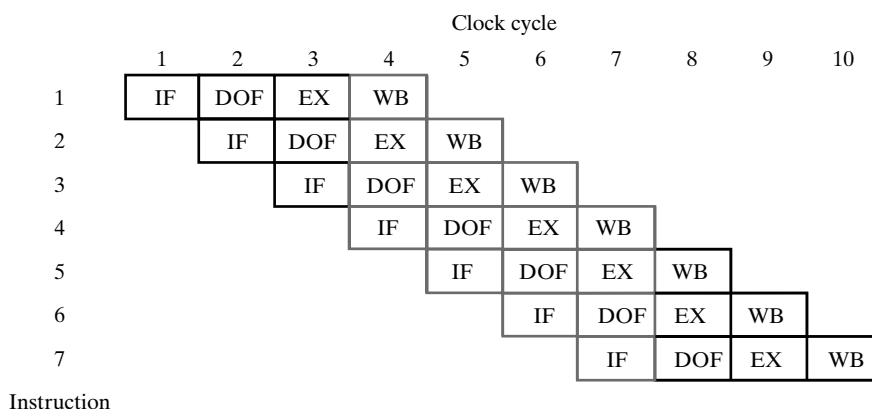 Clock cycle
1 2 3 4 5 6 7 8 9 10
1 IF DOF EX WB
2 IF DOF EX WB
3 IF DOF EX WB
4 IF DOF EX WB
5 IF DOF EX WB
6 IF DOF EX WB
7 IF DOF EX WB
Instruction